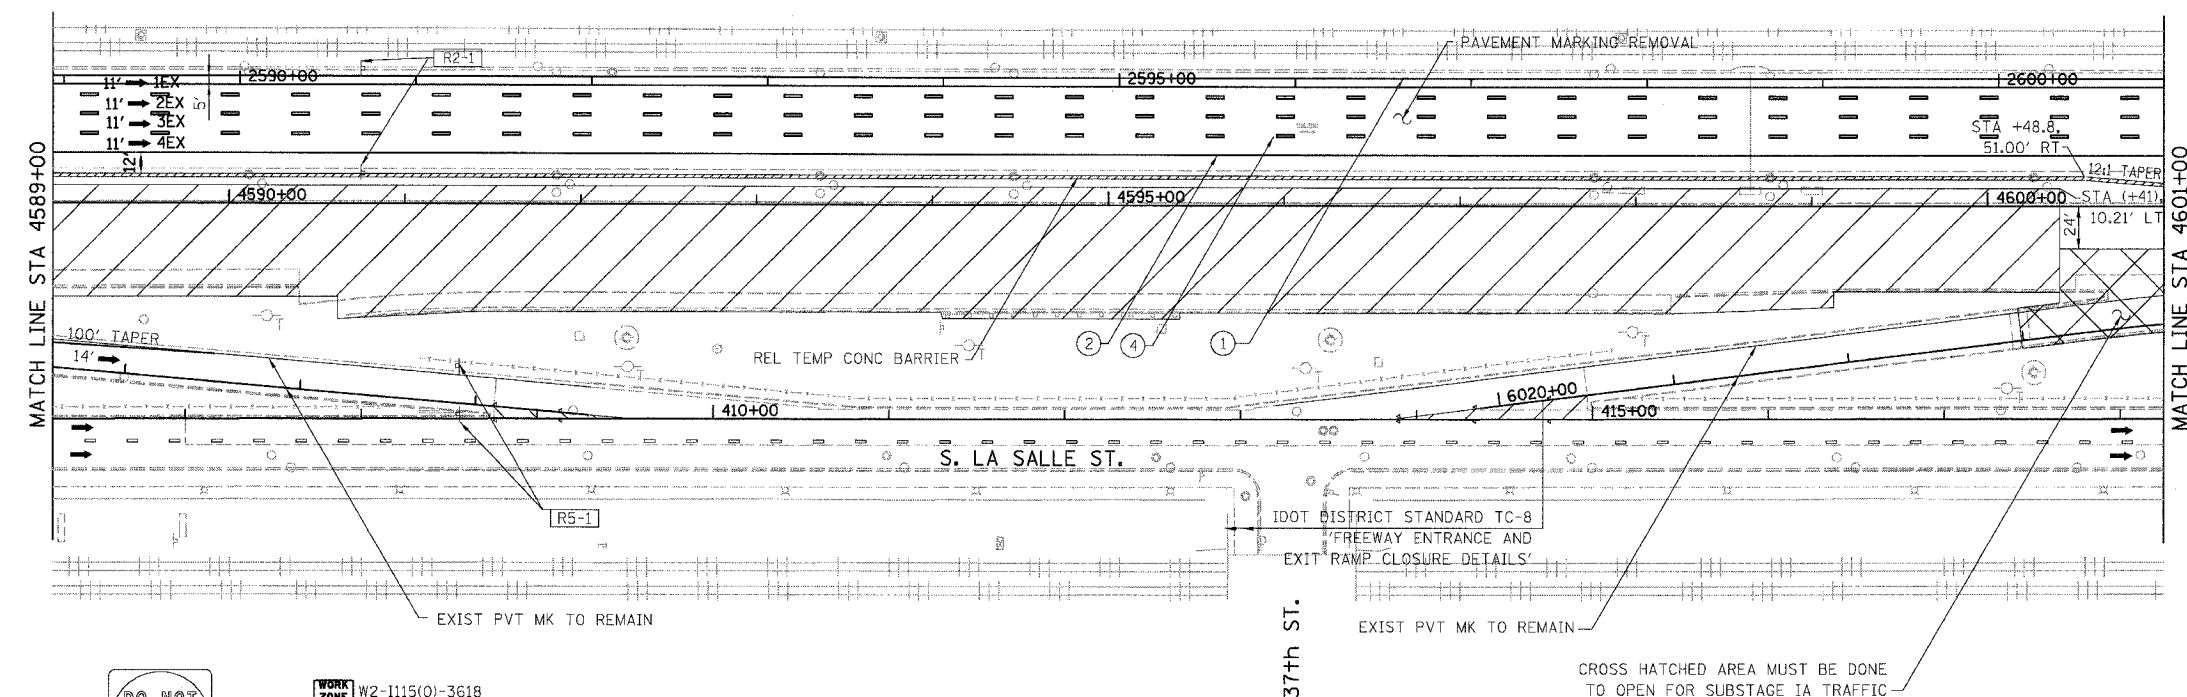 PAVEMENT MARKING REMOVAL
R2-1
2590+00
2595+00
2600+00
11' 1EX
11' 2EX
11' 3EX
11' 4EX
5'
12'
STA +48.8,
51.00' RT
12:1 TAPER
4590+00
4595+00
4600+00
STA (+41),
10.21' LT
24'
MATCH LINE STA 4589+00
MATCH LINE STA 4601+00
100' TAPER
14'
REL TEMP CONC BARRIER
2
4
1
410+00
6020+00
415+00
S. LA SALLE ST.
R5-1
IDOT DISTRICT STANDARD TC-8
'FREEWAY ENTRANCE AND
EXIT RAMP CLOSURE DETAILS'
EXIST PVT MK TO REMAIN
37th ST.
EXIST PVT MK TO REMAIN
CROSS HATCHED AREA MUST BE DONE
TO OPEN FOR SUBSTAGE IA TRAFFIC
DO NOT
WORK
ZONE
W2-I115(O)-3618